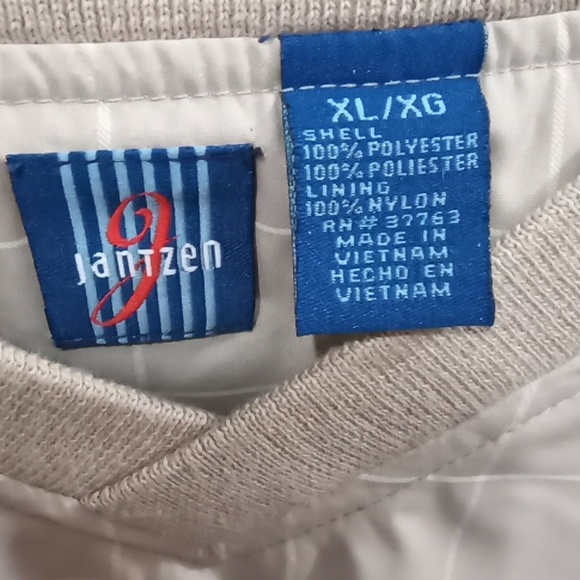 J
Jantzen
XL/XG
SHELL
100% POLYESTER
100% POLIESTER
LINING
100% NYLON
RN# 37763
MADE IN
VIETNAM
HECHO EN
VIETNAM